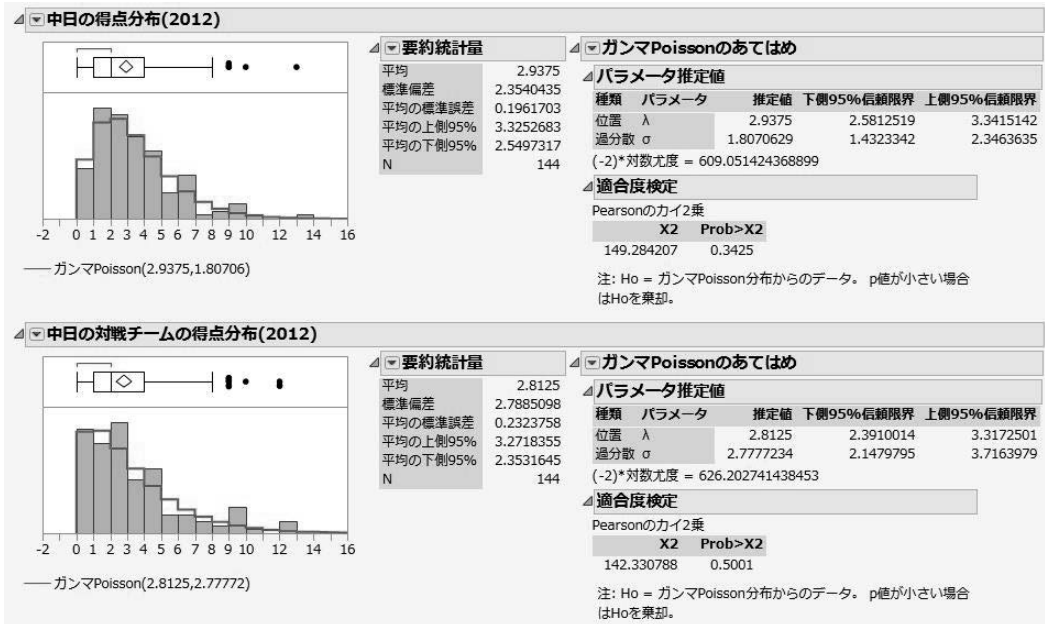 中日の得点分布(2012)
-2 0 1 2 3 4 5 6 7 8 9 10 12 14 16
ガンマPoisson(2.9375,1.80706)
要約統計量
平均 2.9375
標準偏差 2.3540435
平均の標準誤差 0.1961703
平均の上側95% 3.3252683
平均の下側95% 2.5497317
N 144
ガンマPoissonのあてはめ
パラメータ推定値
種類 パラメータ 推定値 下側95%信頼限界 上側95%信頼限界
位置 λ 2.9375 2.5812519 3.3415142
過分散 σ 1.8070629 1.4323342 2.3463635
(-2)*対数尤度 = 609.051424368899
適合度検定
Pearsonのカイ2乗
X2 Prob>X2
149.284207 0.3425
注: Ho = ガンマPoisson分布からのデータ。 p値が小さい場合
はHoを棄却。
中日の対戦チームの得点分布(2012)
-2 0 1 2 3 4 5 6 7 8 9 10 12 14 16
ガンマPoisson(2.8125,2.77772)
要約統計量
平均 2.8125
標準偏差 2.7885098
平均の標準誤差 0.2323758
平均の上側95% 3.2718355
平均の下側95% 2.3531645
N 144
ガンマPoissonのあてはめ
パラメータ推定値
種類 パラメータ 推定値 下側95%信頼限界 上側95%信頼限界
位置 λ 2.8125 2.3910014 3.3172501
過分散 σ 2.7777234 2.1479795 3.7163979
(-2)*対数尤度 = 626.202741438453
適合度検定
Pearsonのカイ2乗
X2 Prob>X2
142.330788 0.5001
注: Ho = ガンマPoisson分布からのデータ。 p値が小さい場合
はHoを棄却。